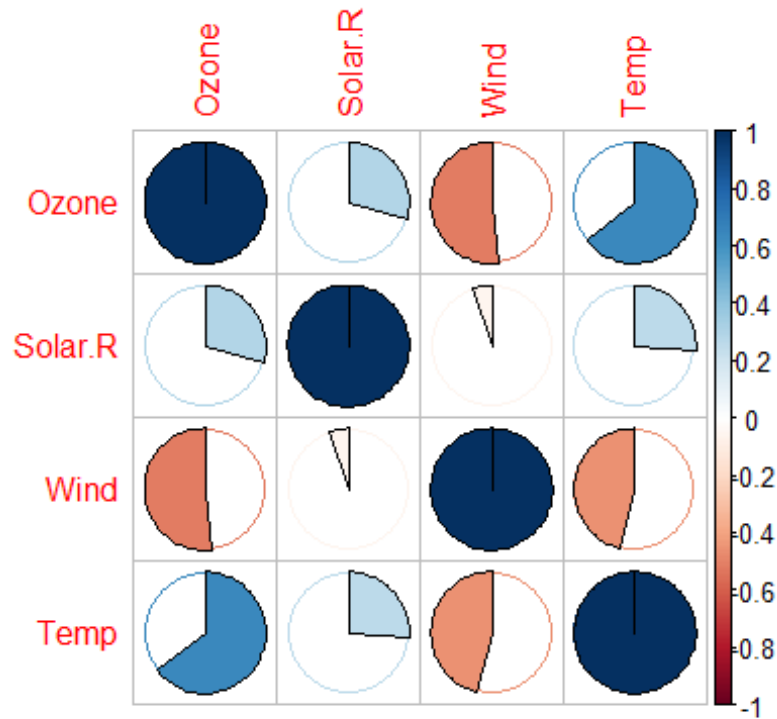 Ozone
Solar.R
Wind
Temp
Ozone
Solar.R
Wind
Temp
1
0.8
0.6
0.4
0.2
0
-0.2
-0.4
-0.6
-0.8
-1